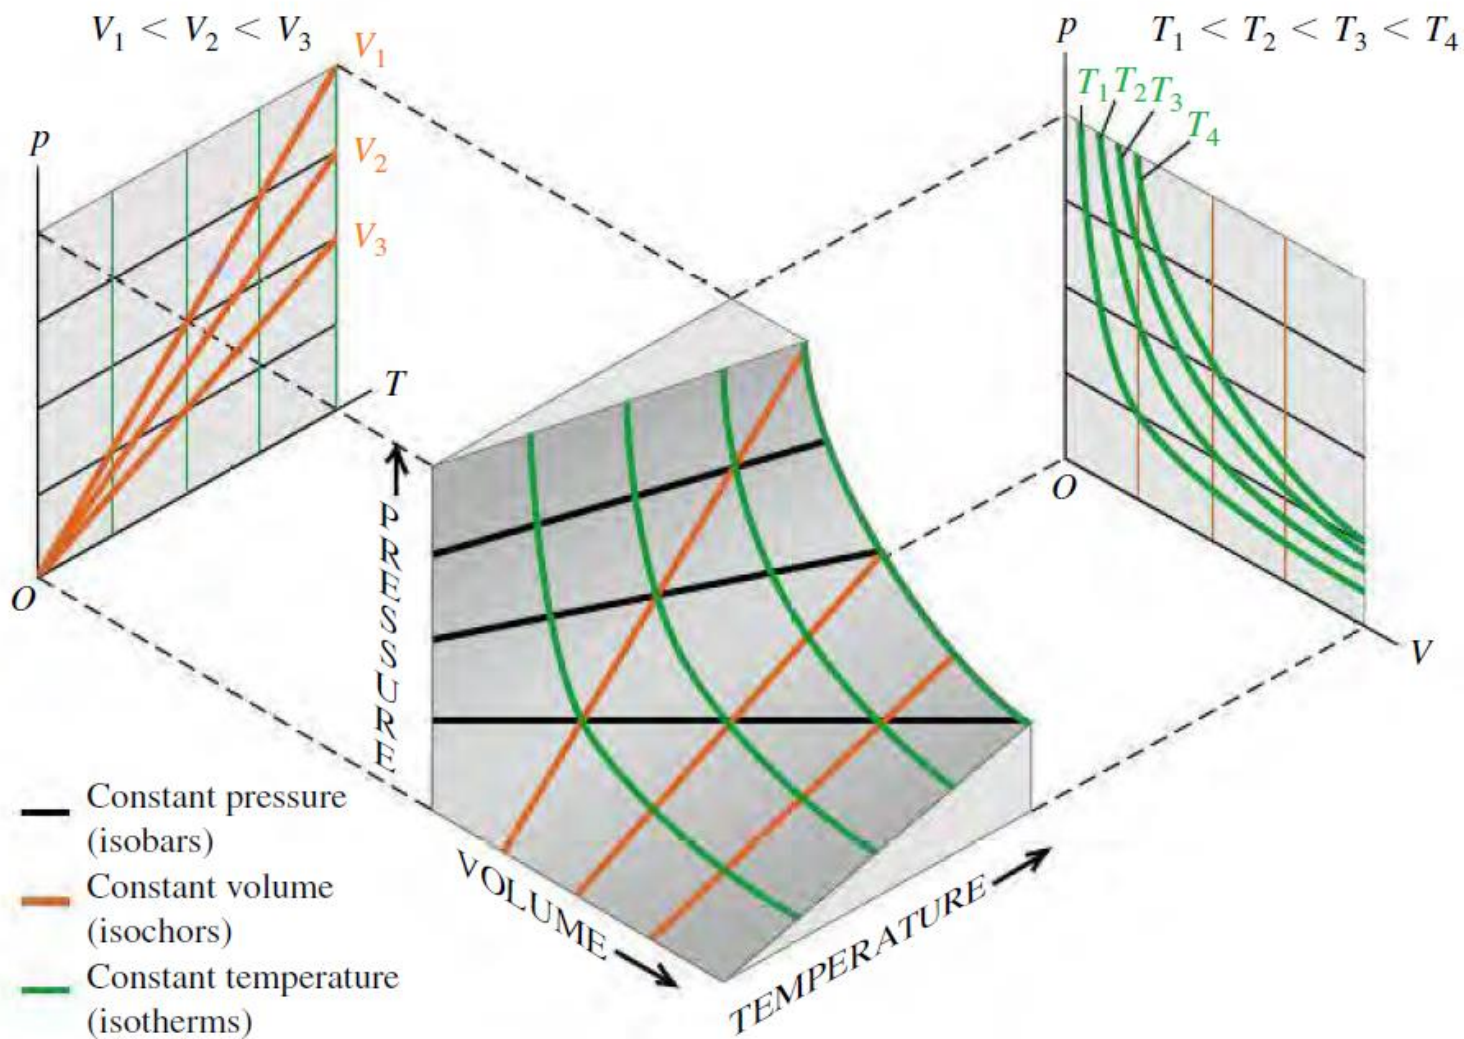 V₁ < V₂ < V₃
V₁
V₂
V₃
p
T
O
p
T₁ < T₂ < T₃ < T₄
T₁ T₂ T₃
T₄
O
V
PRESSURE
VOLUME
TEMPERATURE
Constant pressure
(isobars)
Constant volume
(isochors)
Constant temperature
(isotherms)